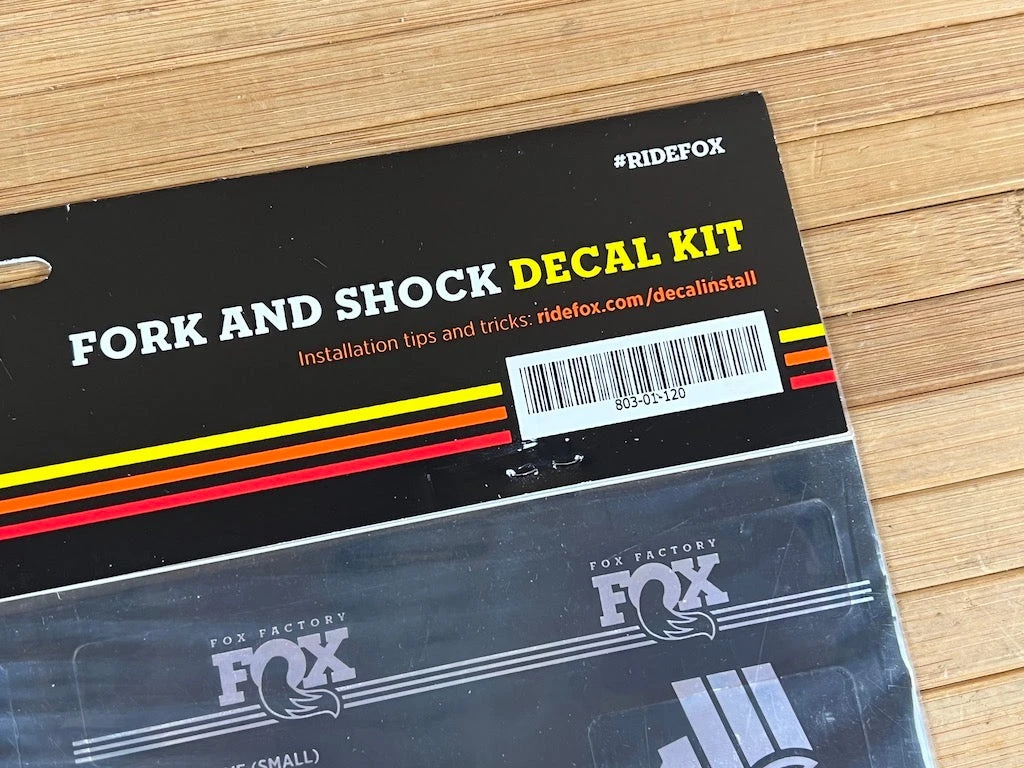 #RIDEFOX
FORK AND SHOCK DECAL KIT
Installation tips and tricks: ridefox.com/decalinstall
803-01-120
FOX FACTORY
FOX
FOX FACTORY
FOX
(SMALL)